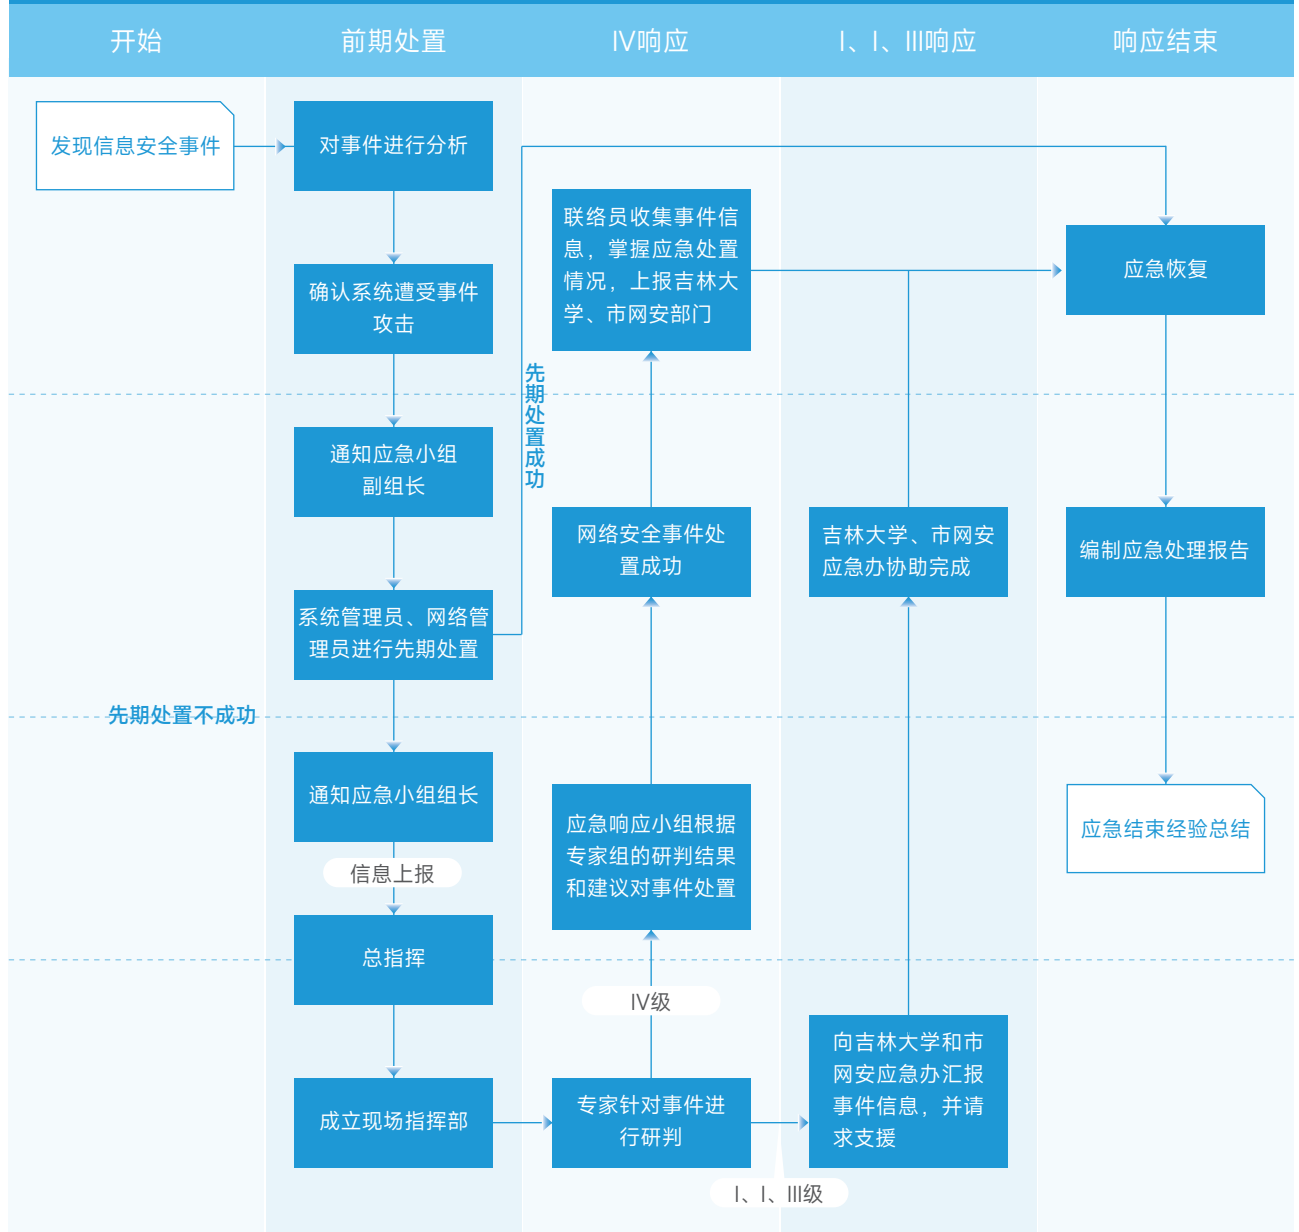 开始
前期处置
IV响应
I、I、III响应
响应结束
发现信息安全事件
对事件进行分析
确认系统遭受事件
攻击
通知应急小组
副组长
系统管理员、网络管
理员进行先期处置
先期处置成功
先期处置不成功
通知应急小组组长
信息上报
总指挥
成立现场指挥部
联络员收集事件信
息，掌握应急处置
情况，上报吉林大
学、市网安部门
网络安全事件处
置成功
应急响应小组根据
专家组的研判结果
和建议对事件处置
IV级
专家针对事件进
行研判
I、I、III级
吉林大学、市网安
应急办协助完成
向吉林大学和市
网安应急办汇报
事件信息，并请
求支援
应急恢复
编制应急处理报告
应急结束经验总结